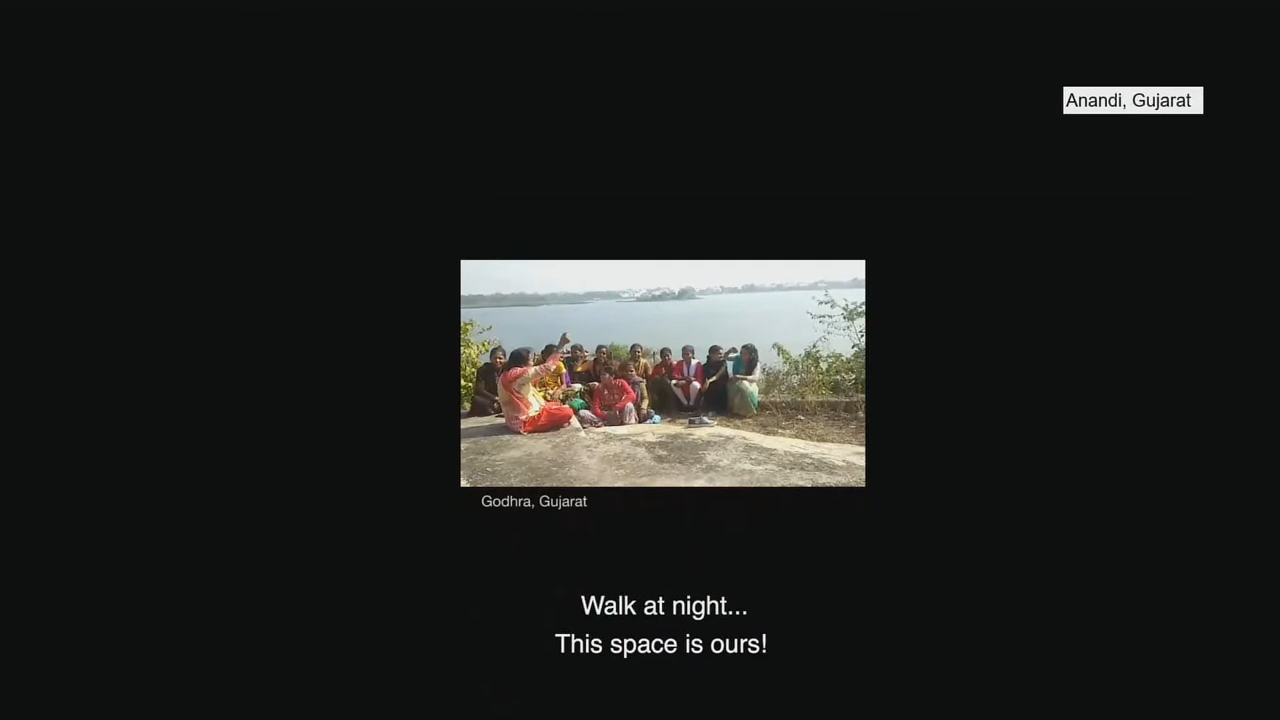 Anandi, Gujarat
Godhra, Gujarat
Walk at night...
This space is ours!